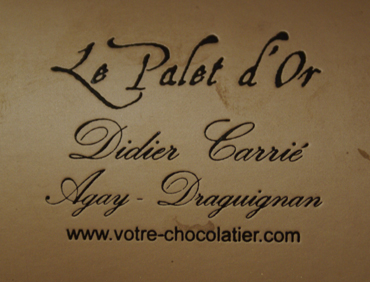 Le Palet d'Or
Didier Carrié
Agay - Draguignan
www.votre-chocolatier.com